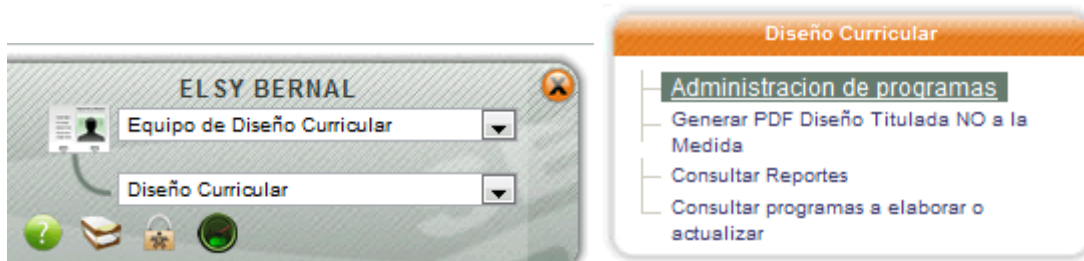 ELSY BERNAL
Equipo de Diseño Curricular
Diseño Curricular
?
Diseño Curricular
Administracion de programas
Generar PDF Diseño Titulada NO a la
Medida
Consultar Reportes
Consultar programas a elaborar o
actualizar